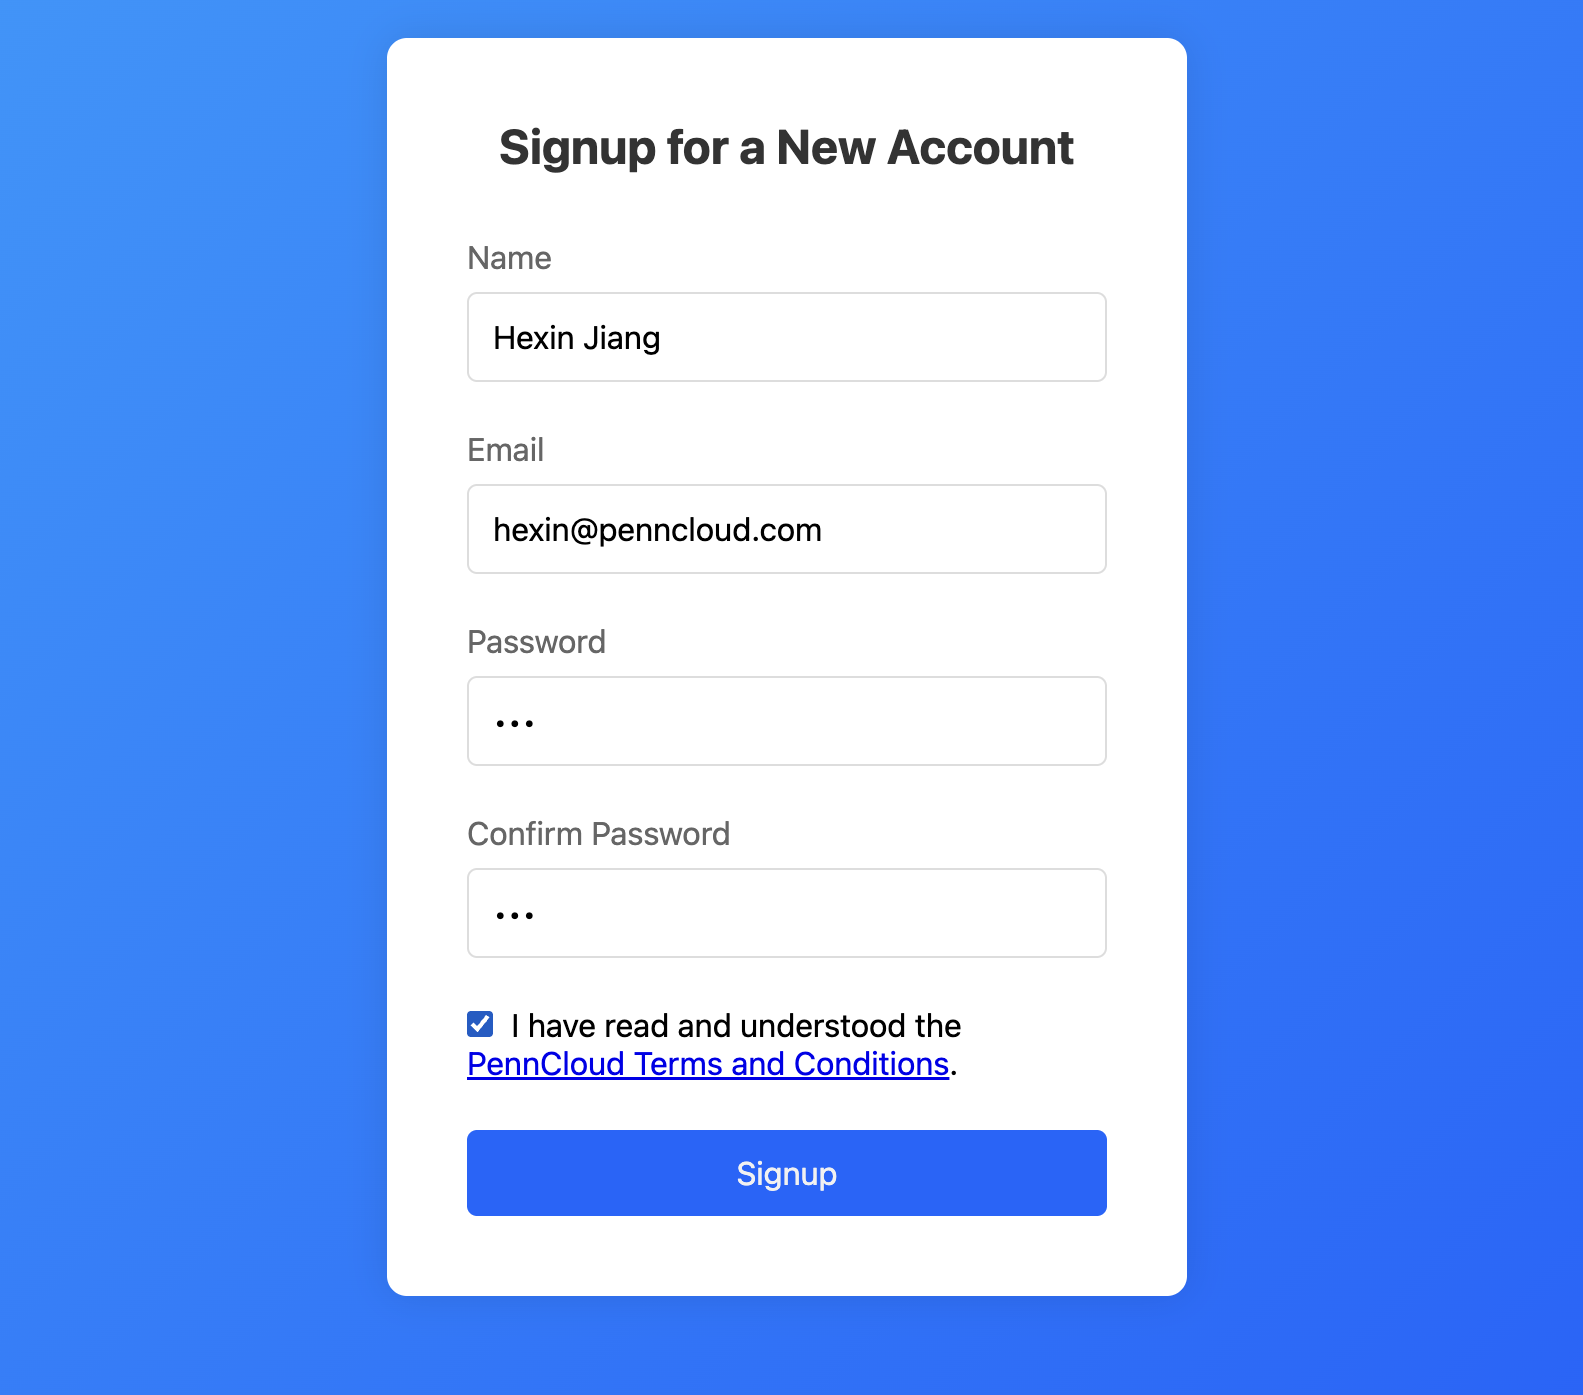 Signup for a New Account
Name
Hexin Jiang
Email
hexin@penncloud.com
Password
•••
Confirm Password
•••
I have read and understood the
PennCloud Terms and Conditions.
Signup